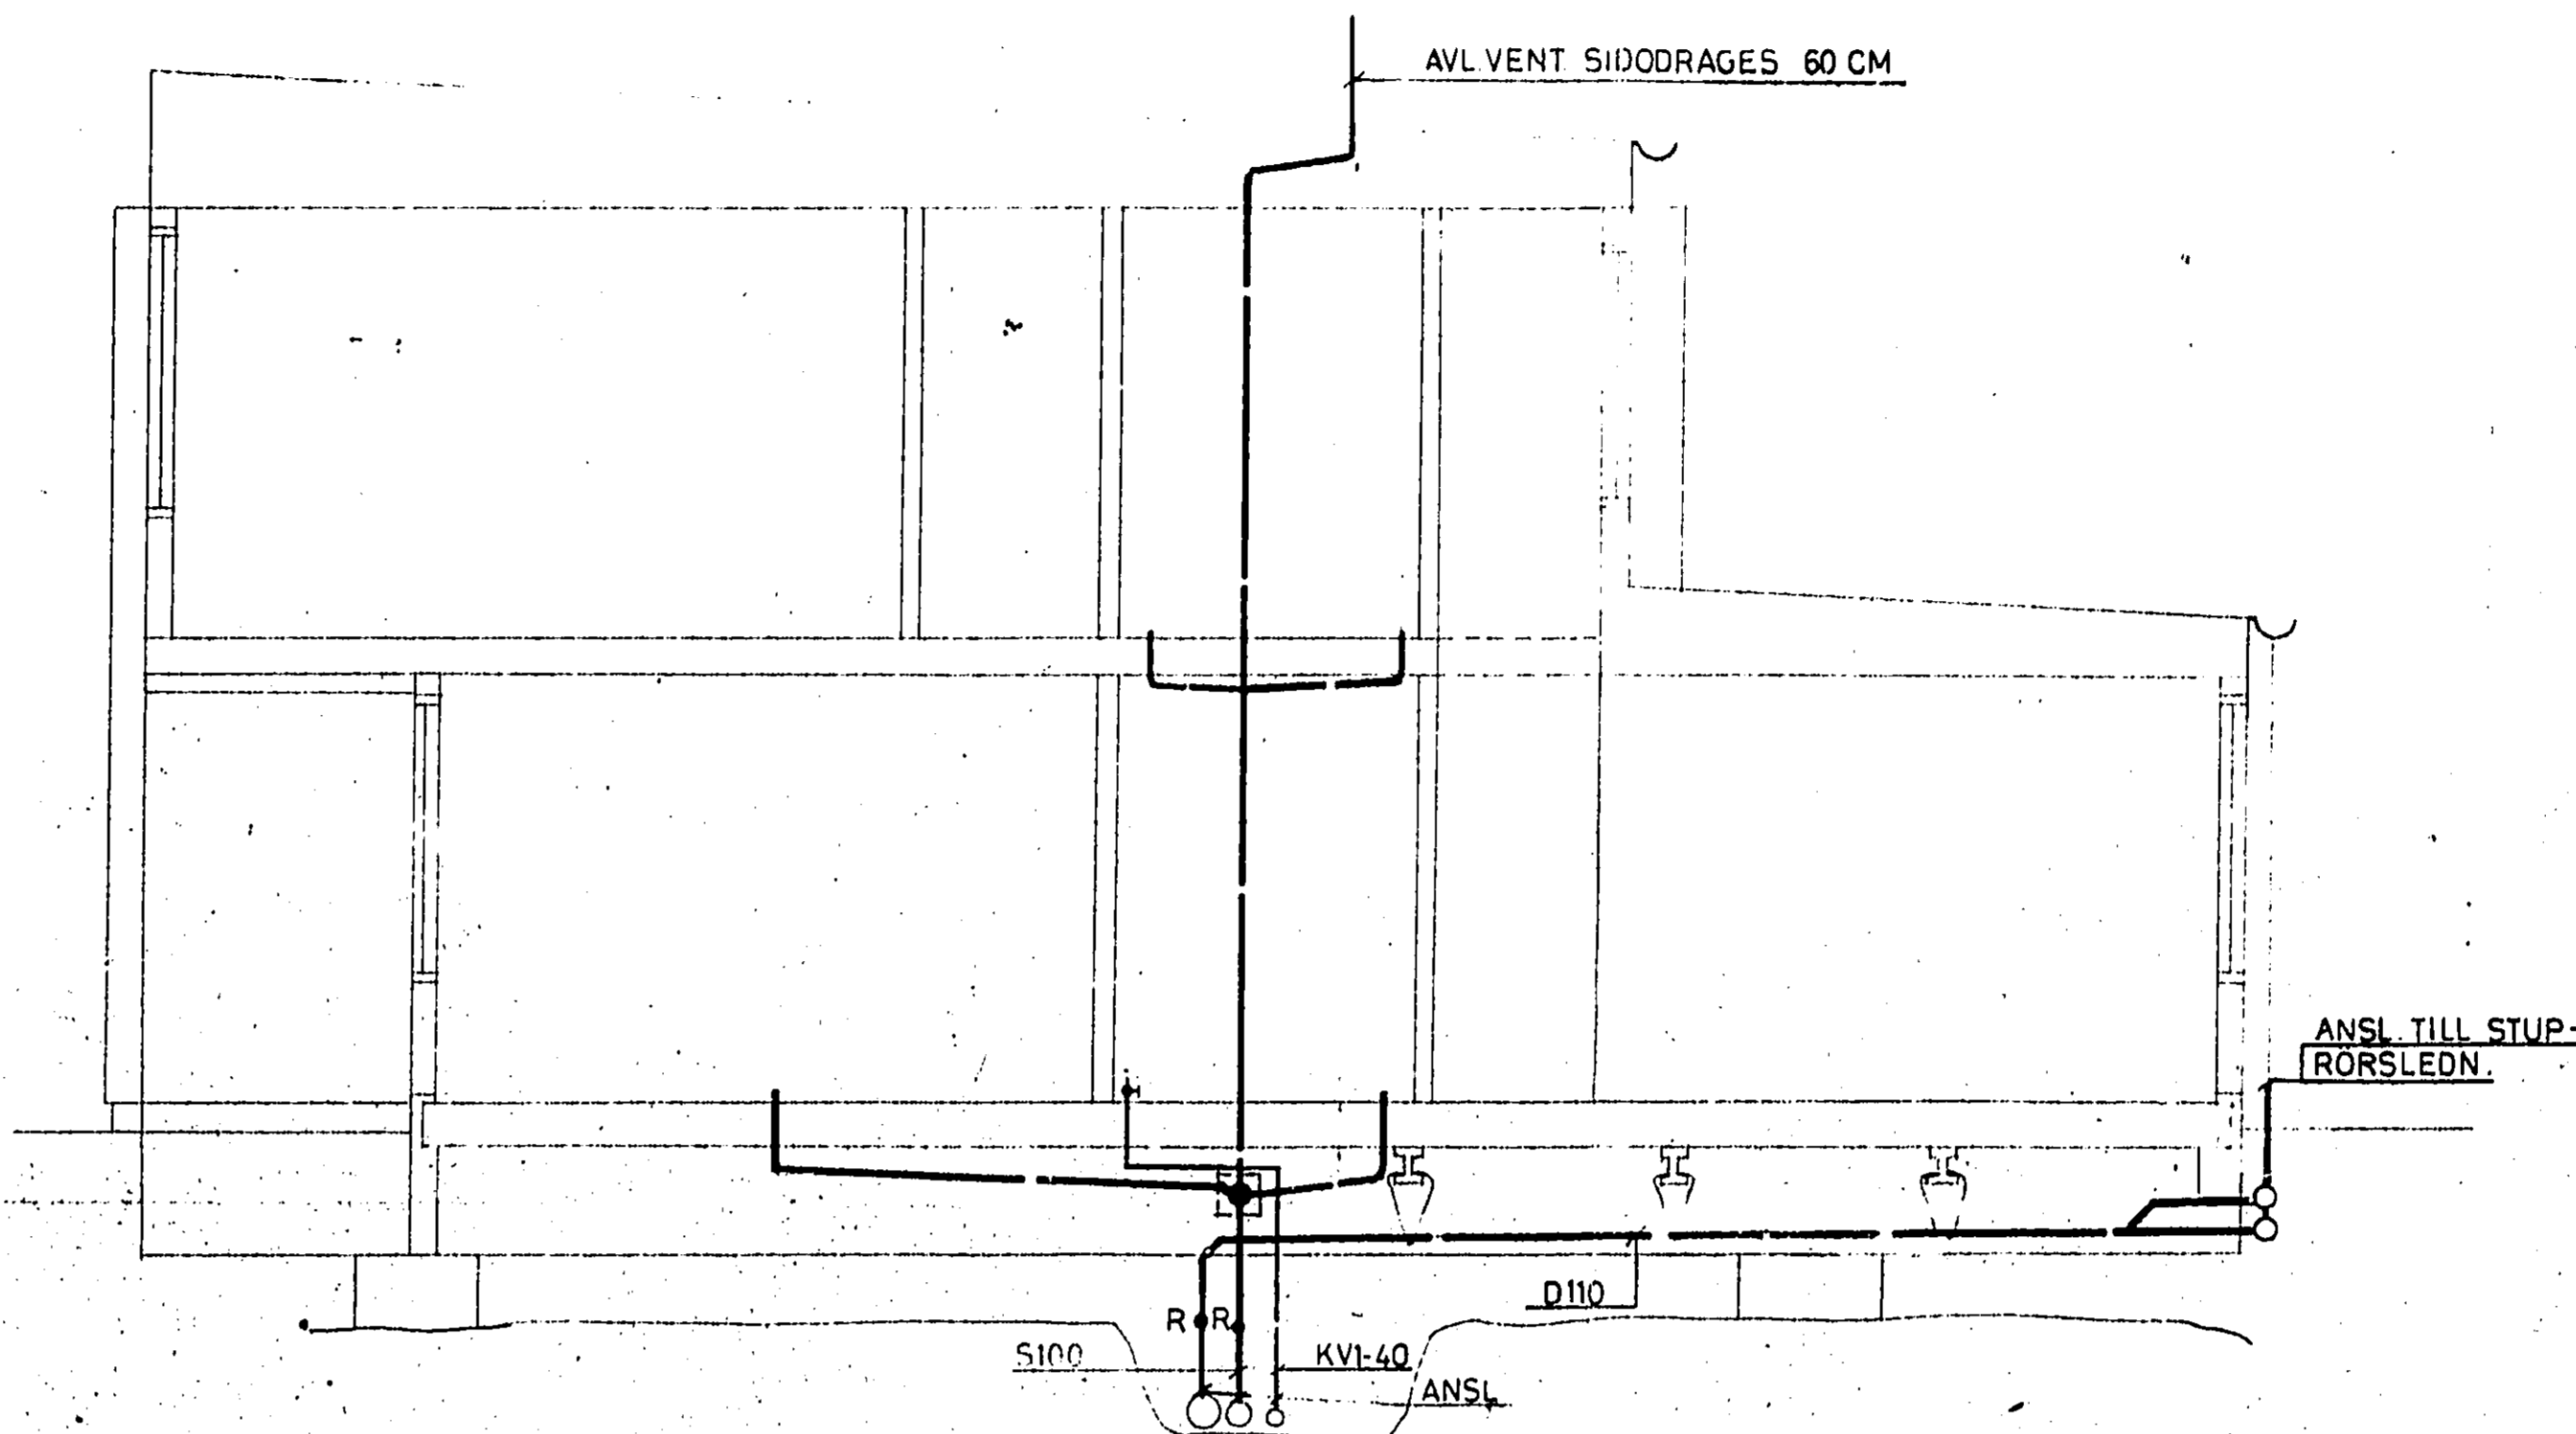 AVL.VENT. SIDODRAGES 60 CM
ANSL. TILL STUP-
RÖRSLEDN.
D110
R R
S100
KV1-40
ANSL.